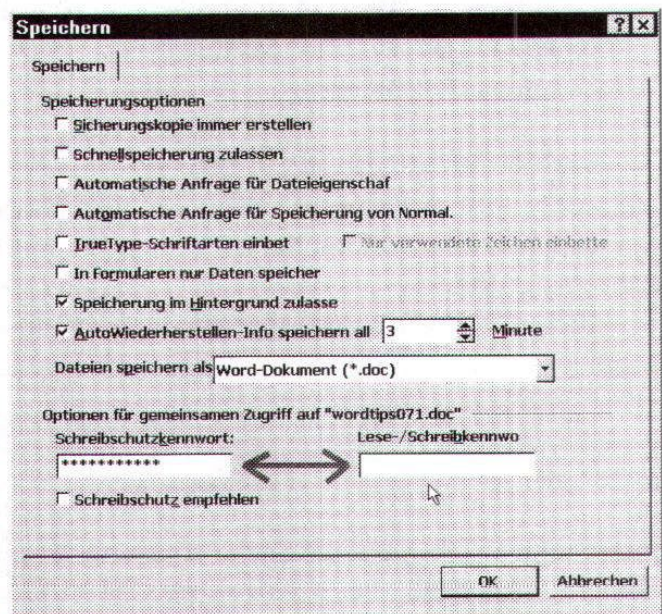 Speichern
Speichern
Speicherungsoptionen
Sicherungskopie immer erstellen
Schnellspeicherung zulassen
Automatische Anfrage für Dateieigenschaf
Automatische Anfrage für Speicherung von Normal.
TrueType-Schriftarten einbet Nur verwendete Zeichen einbette
In Formularen nur Daten speicher
Speicherung im Hintergrund zulasse
AutoWiederherstellen-Info speichern all 3 Minute
Dateien speichern als Word-Dokument (*.doc)
Optionen für gemeinsamen Zugriff auf "wordtips071.doc"
Schreibschutzkennwort: Lese-/Schreibkennwo
***********
Schreibschutz empfehlen
OK Abbrechen